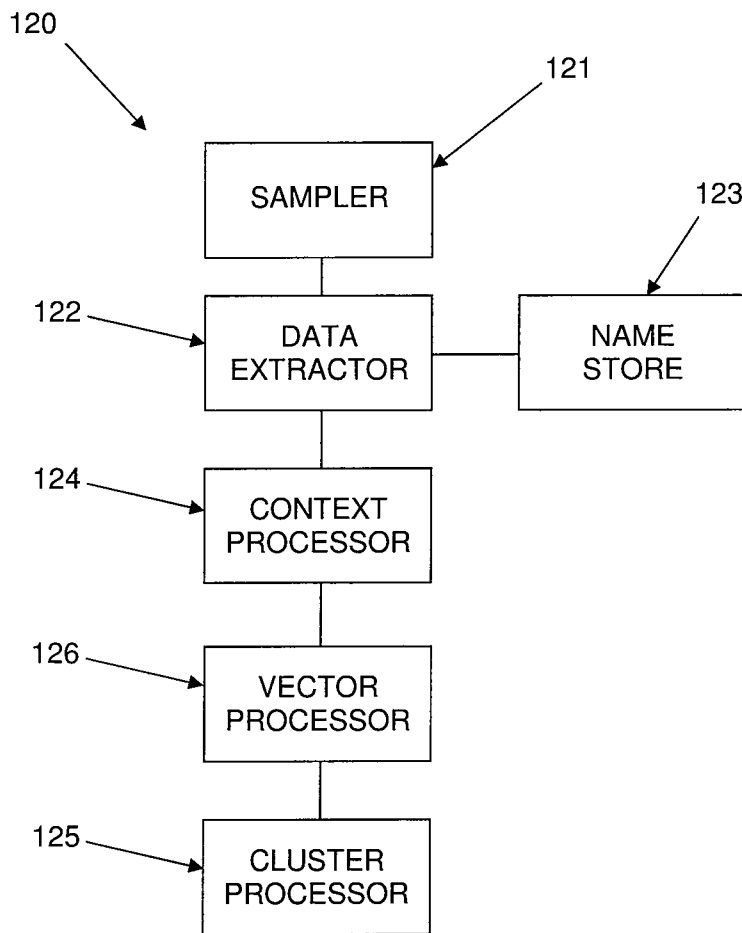 120
121
SAMPLER
123
122
DATA
EXTRACTOR
NAME
STORE
124
CONTEXT
PROCESSOR
126
VECTOR
PROCESSOR
125
CLUSTER
PROCESSOR